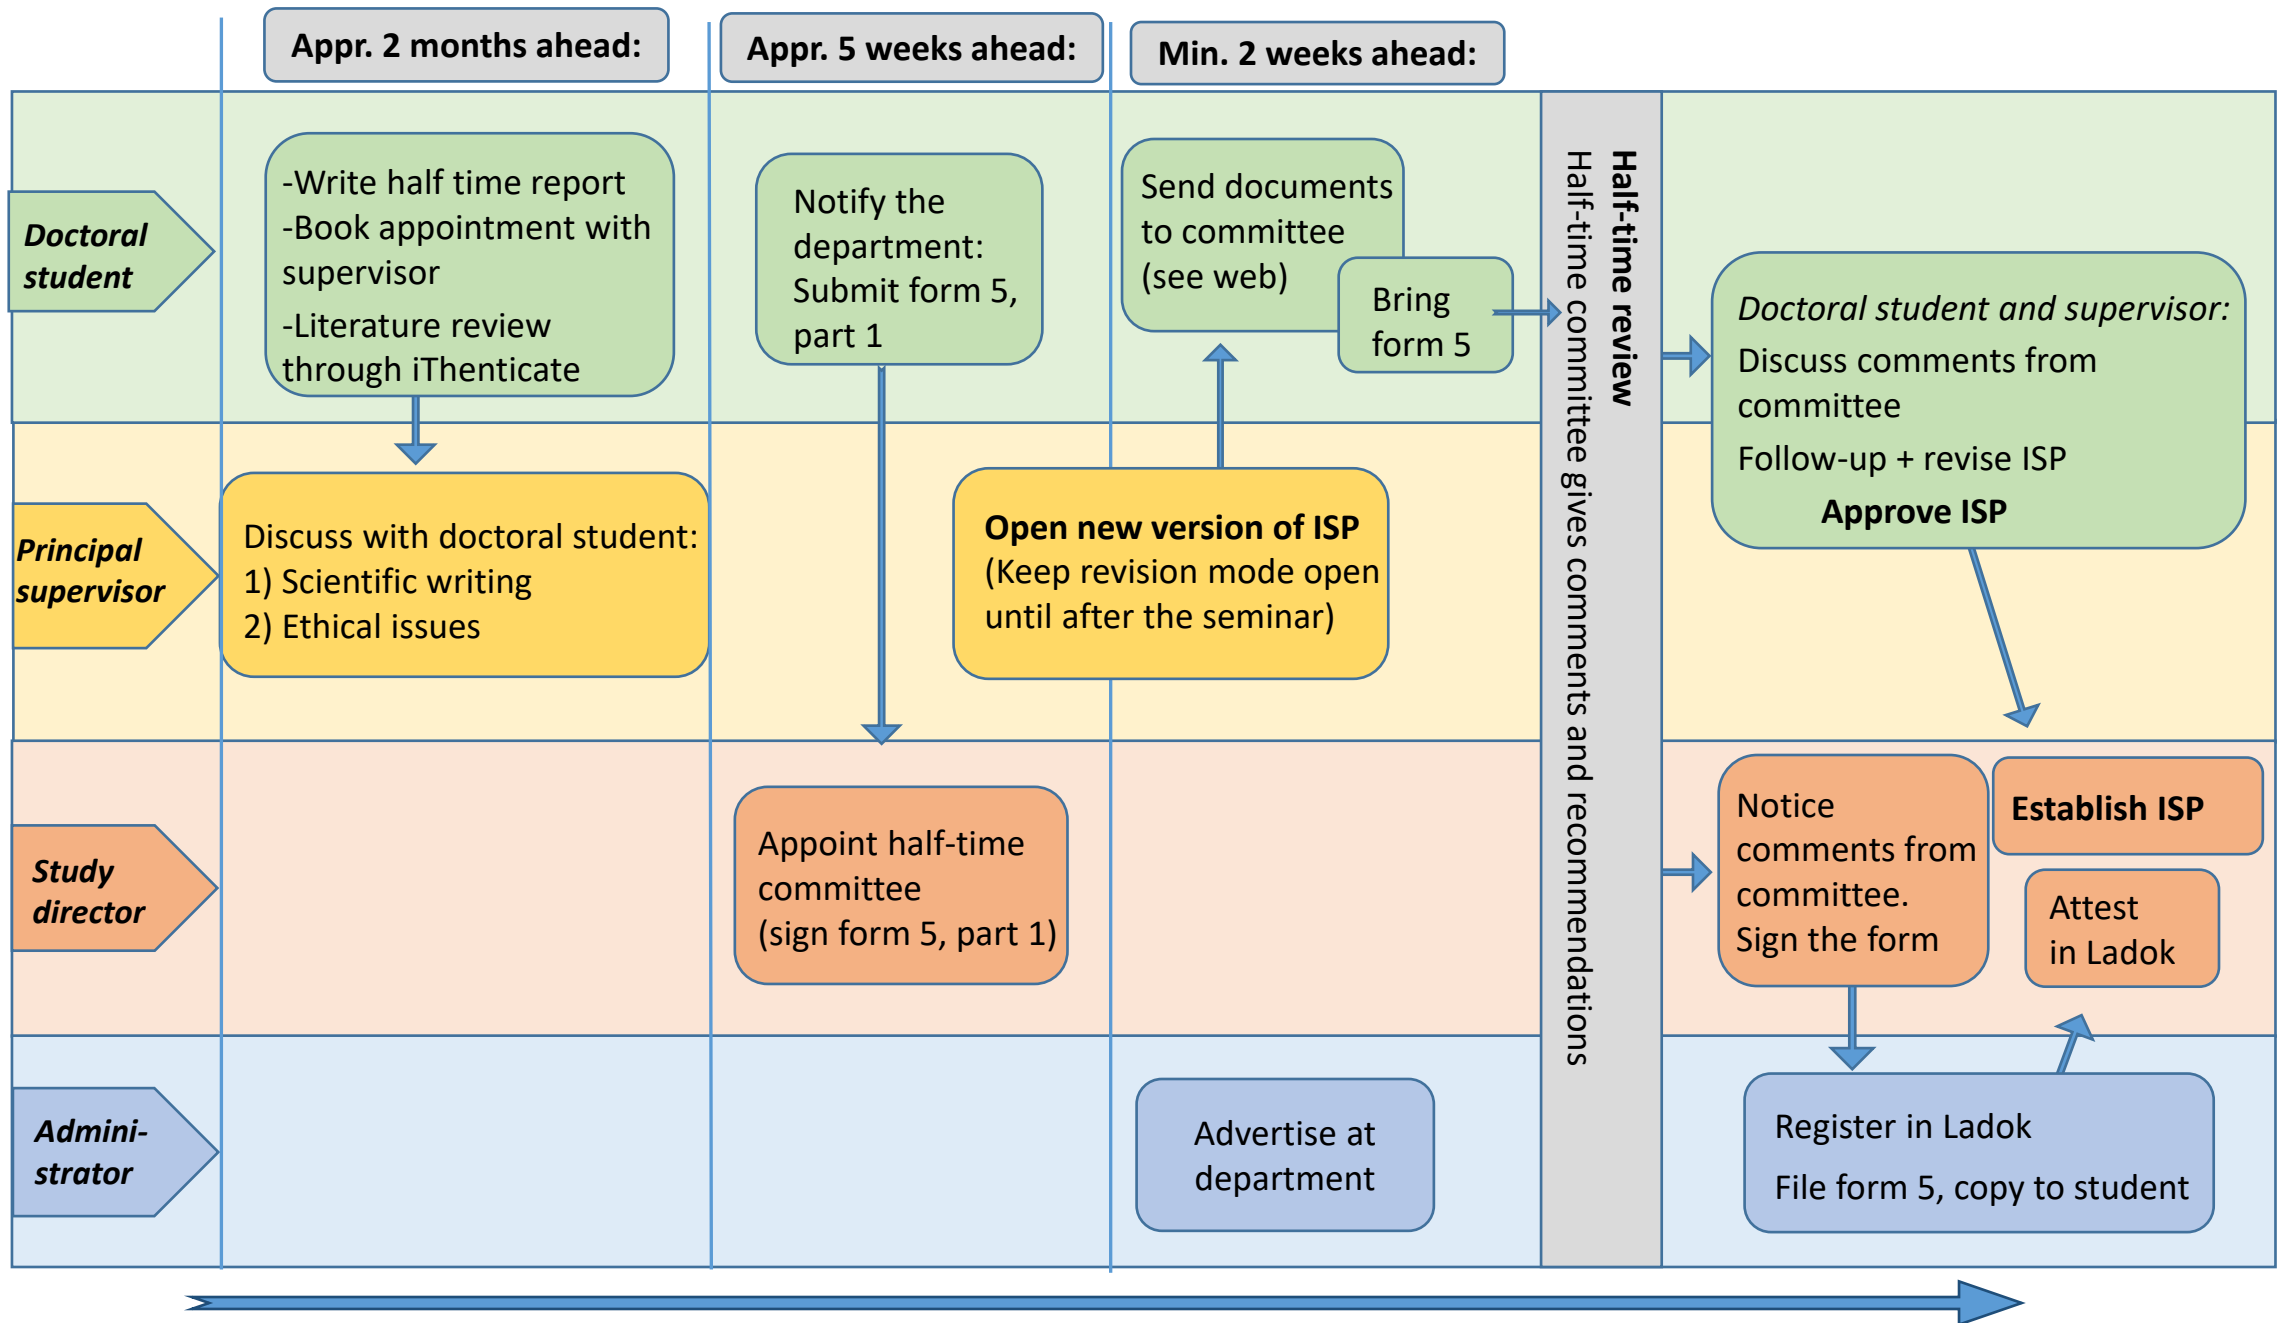 Appr. 2 months ahead:
Appr. 5 weeks ahead:
Min. 2 weeks ahead:
Doctoral
student
-Write half time report
-Book appointment with
supervisor
-Literature review
through iThenticate
Notify the
department:
Submit form 5,
part 1
Send documents
to committee
(see web)
Bring
form 5
Half-time review
Half-time committee gives comments and recommendations
Doctoral student and supervisor:
Discuss comments from
committee
Follow-up + revise ISP
Approve ISP
Principal
supervisor
Discuss with doctoral student:
1) Scientific writing
2) Ethical issues
Open new version of ISP
(Keep revision mode open
until after the seminar)
Study
director
Appoint half-time
committee
(sign form 5, part 1)
Notice
comments from
committee.
Sign the form
Establish ISP
Attest
in Ladok
Admini-
strator
Advertise at
department
Register in Ladok
File form 5, copy to student